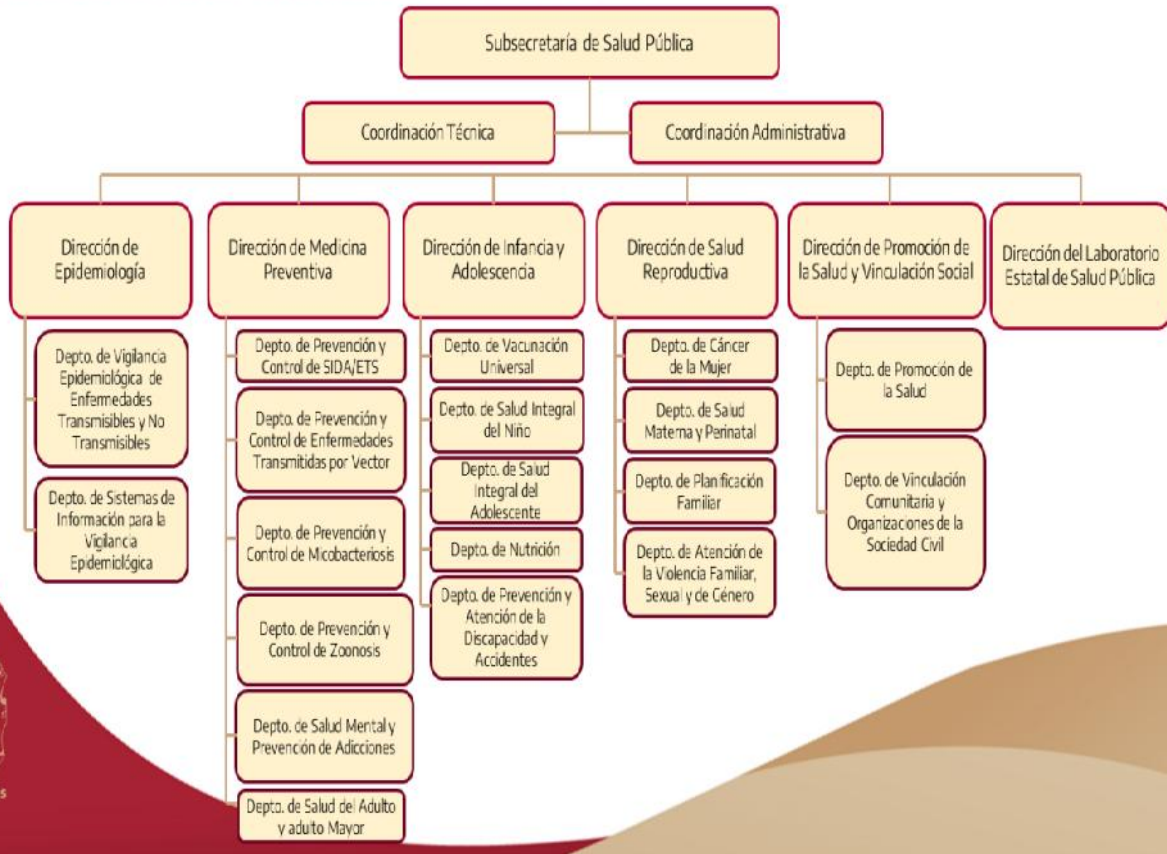 Subsecretaría de Salud Pública
Coordinación Técnica
Coordinación Administrativa
Dirección de
Epidemiología
Dirección de Medicina
Preventiva
Dirección de Infancia y
Adolescencia
Dirección de Salud
Reproductiva
Dirección de Promoción de
la Salud y Vinculación Social
Dirección del Laboratorio
Estatal de Salud Pública
Depto. de Vigilancia
Epidemiológica de
Enfermedades
Transmisibles y No
Transmisibles
Depto. de Sistemas de
Información para la
Vigilancia
Epidemiológica
Depto. de Prevención y
Control de SIDA/ETS
Depto. de Prevención y
Control de Enfermedades
Transmitidas por Vector
Depto. de Prevención y
Control de Micobacteriosis
Depto. de Prevención y
Control de Zoonosis
Depto. de Salud Mental y
Prevención de Adicciones
Depto. de Salud del Adulto
y adulto Mayor
Depto. de Vacunación
Universal
Depto. de Salud Integral
del Niño
Depto. de Salud
Integral del
Adolescente
Depto. de Nutrición
Depto. de Prevención y
Atención de la
Discapacidad y
Accidentes
Depto. de Cáncer
de la Mujer
Depto. de Salud
Materna y Perinatal
Depto. de Planificación
Familiar
Depto. de Atención de
la Violencia Familiar,
Sexual y de Género
Depto. de Promoción de
la Salud
Depto. de Vinculación
Comunitaria y
Organizaciones de la
Sociedad Civil